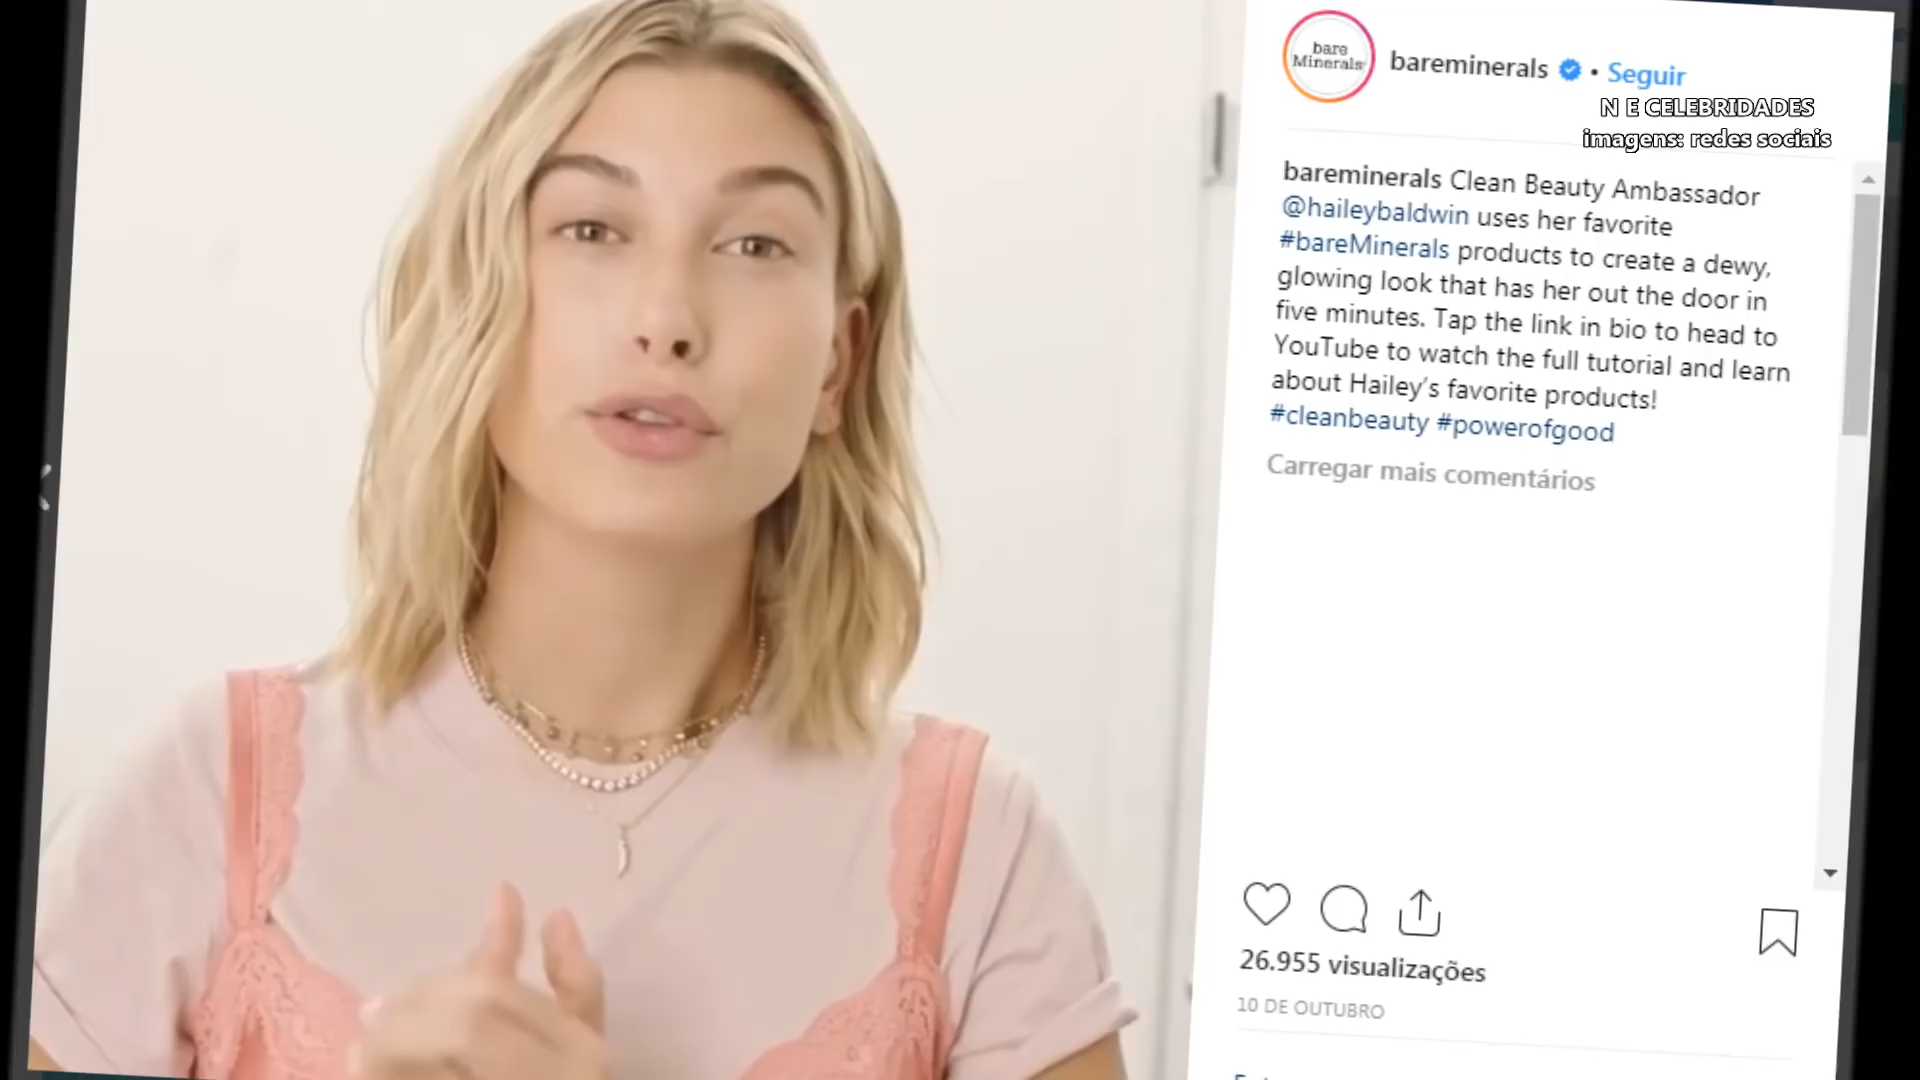 bare
Minerals
bareminerals • Seguir
N E CELEBRIDADES
imagens: redes sociais
bareminerals Clean Beauty Ambassador
@haileybaldwin uses her favorite
#bareMinerals products to create a dewy,
glowing look that has her out the door in
five minutes. Tap the link in bio to head to
YouTube to watch the full tutorial and learn
about Hailey's favorite products!
#cleanbeauty #powerofgood
Carregar mais comentários
26.955 visualizações
10 DE OUTUBRO